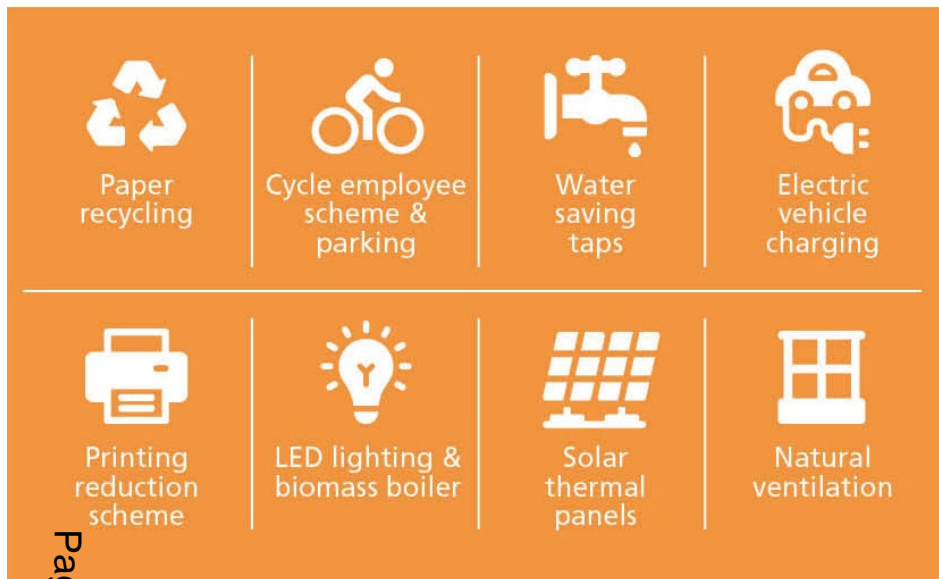 Paper
recycling
Cycle employee
scheme &
parking
Water
saving
taps
Electric
vehicle
charging
Printing
reduction
scheme
LED lighting &
biomass boiler
Solar
thermal
panels
Natural
ventilation